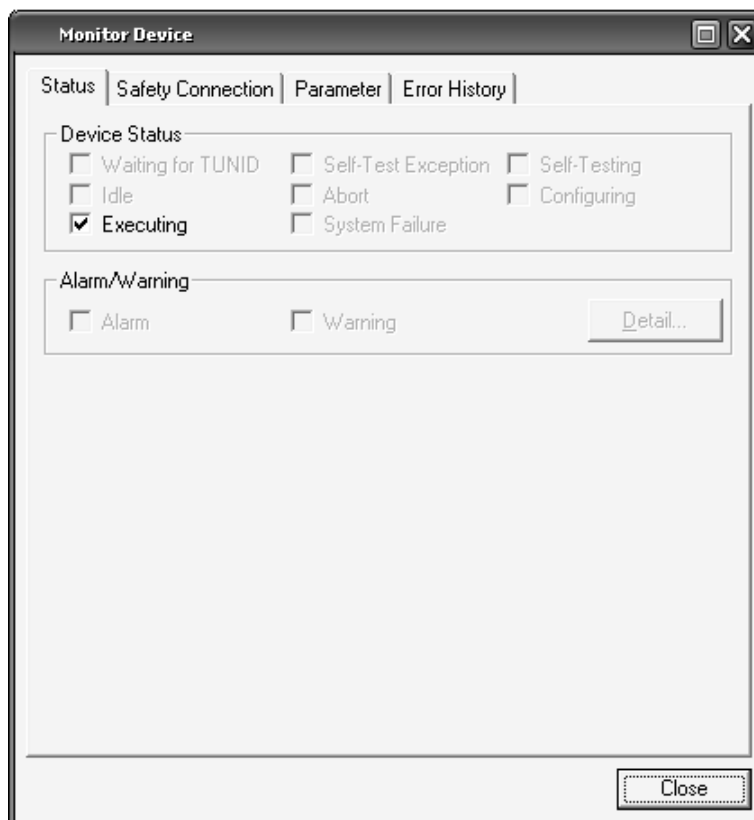 Monitor Device
Status Safety Connection Parameter Error History
Device Status
Waiting for TUNID Self-Test Exception Self-Testing
Idle Abort Configuring
Executing System Failure
Alarm/Warning
Alarm Warning Detail...
Close